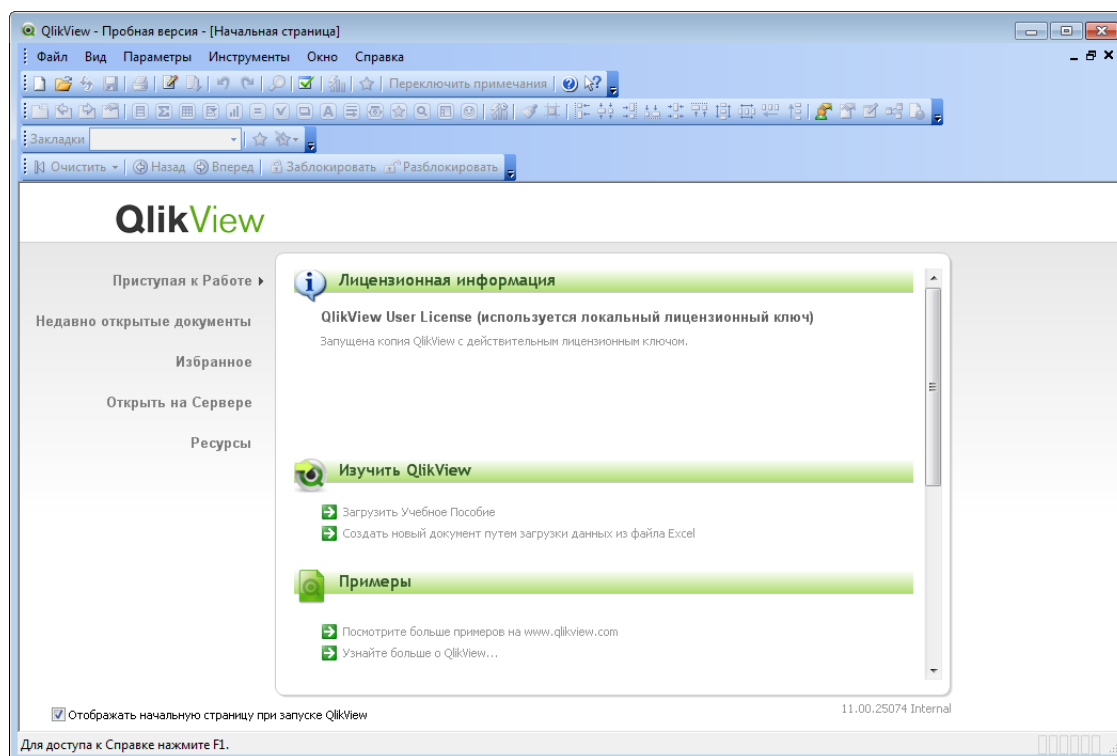 QlikView - Пробная версия - [Начальная страница]
Файл Вид Параметры Инструменты Окно Справка
Переключить примечания
Закладки
Очистить Назад Вперед Заблокировать Разблокировать
QlikView
Приступая к Работе
Недавно открытые документы
Избранное
Открыть на Сервере
Ресурсы
Лицензионная информация
QlikView User License (используется локальный лицензионный ключ)
Запущена копия QlikView с действительным лицензионным ключом.
Изучить QlikView
Загрузить Учебное Пособие
Создать новый документ путем загрузки данных из файла Excel
Примеры
Посмотрите больше примеров на www.qlikview.com
Узнайте больше о QlikView...
Отображать начальную страницу при запуске QlikView
11.00.25074 Internal
Для доступа к Справке нажмите F1.